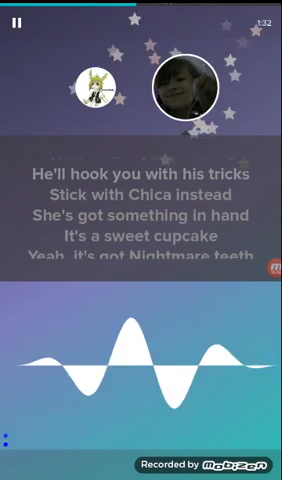 1:32
He'll hook you with his tricks
Stick with Chica instead
She's got something in hand
It's a sweet cupcake
Yeah, it's got Nightmare teeth
Recorded by mobizen